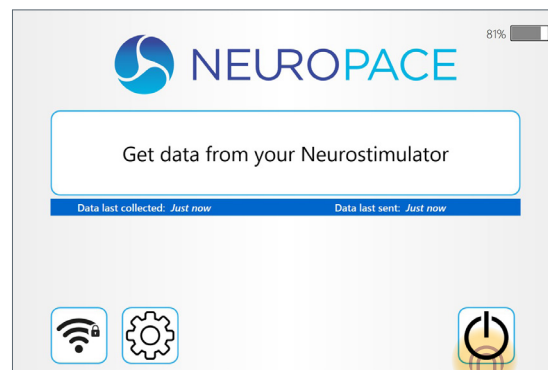 81%
NEUROPACE
Get data from your Neurostimulator
Data last collected: Just now Data last sent: Just now